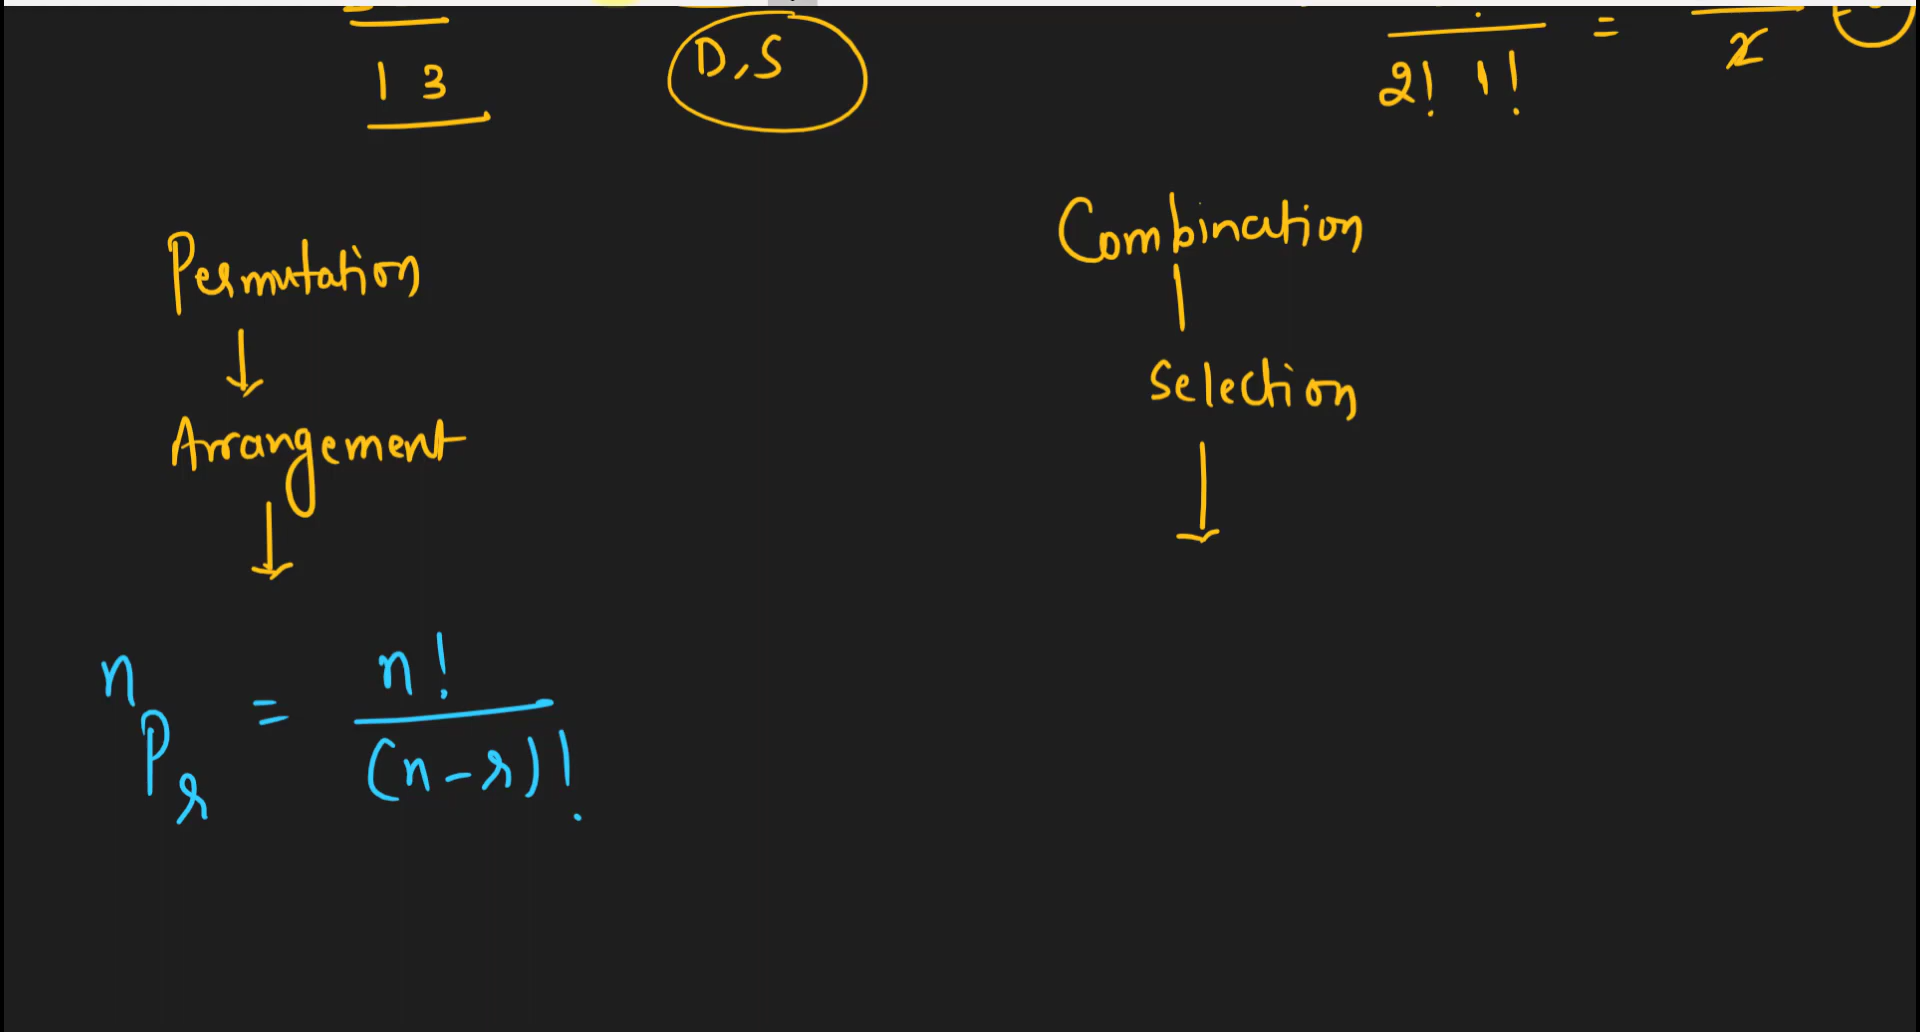 1 3
D,S
2! 1!
=
x
Permutation
Arrangement
nPr = n! / (n-r)!
Combination
Selection